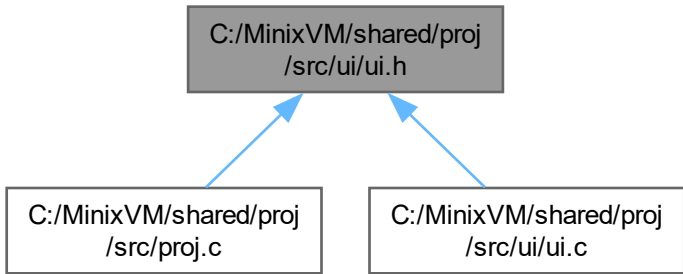 C:/MinixVM/shared/proj
/src/ui/ui.h
C:/MinixVM/shared/proj
/src/proj.c
C:/MinixVM/shared/proj
/src/ui/ui.c